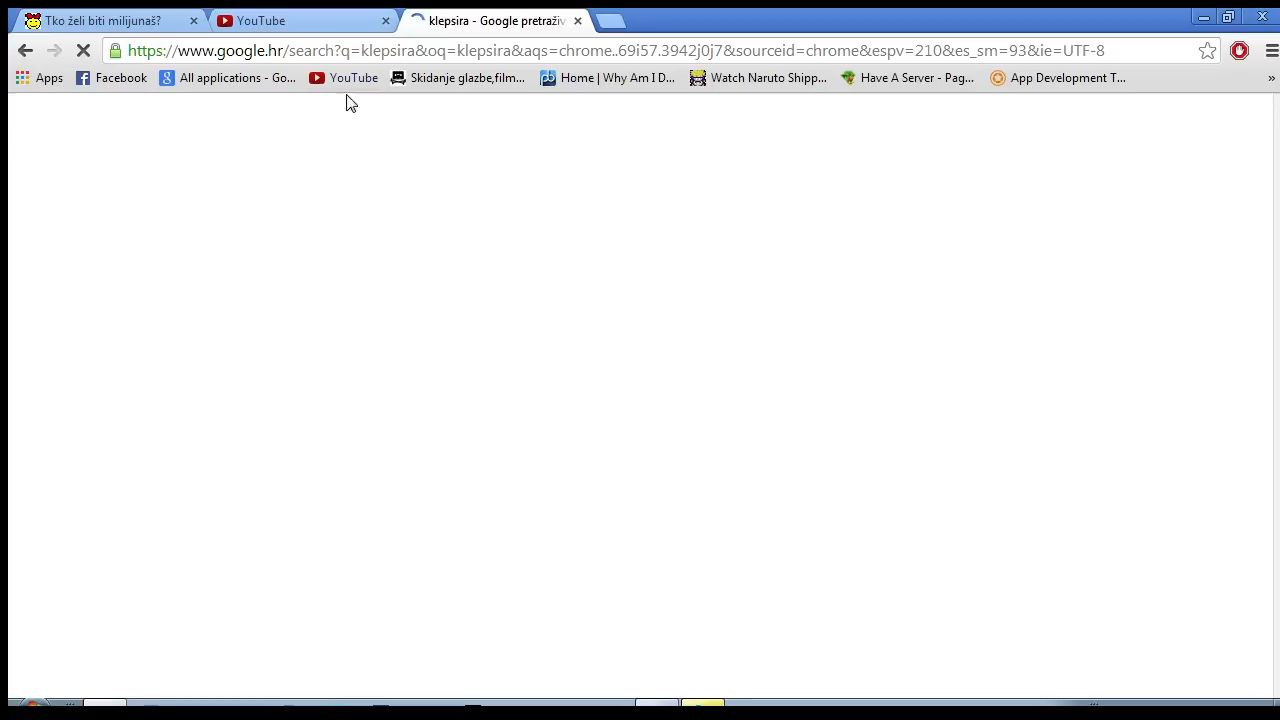 Tko želi biti milijunaš?
YouTube
klepsira - Google pretraživ
https://www.google.hr/search?q=klepsira&oq=klepsira&aqs=chrome..69i57.3942j0j7&sourceid=chrome&espv=210&es_sm=93&ie=UTF-8
Apps
Facebook
All applications - Go...
YouTube
Skidanje glazbe,film...
Home | Why Am I D...
Watch Naruto Shipp...
Have A Server - Pag...
App Development T...